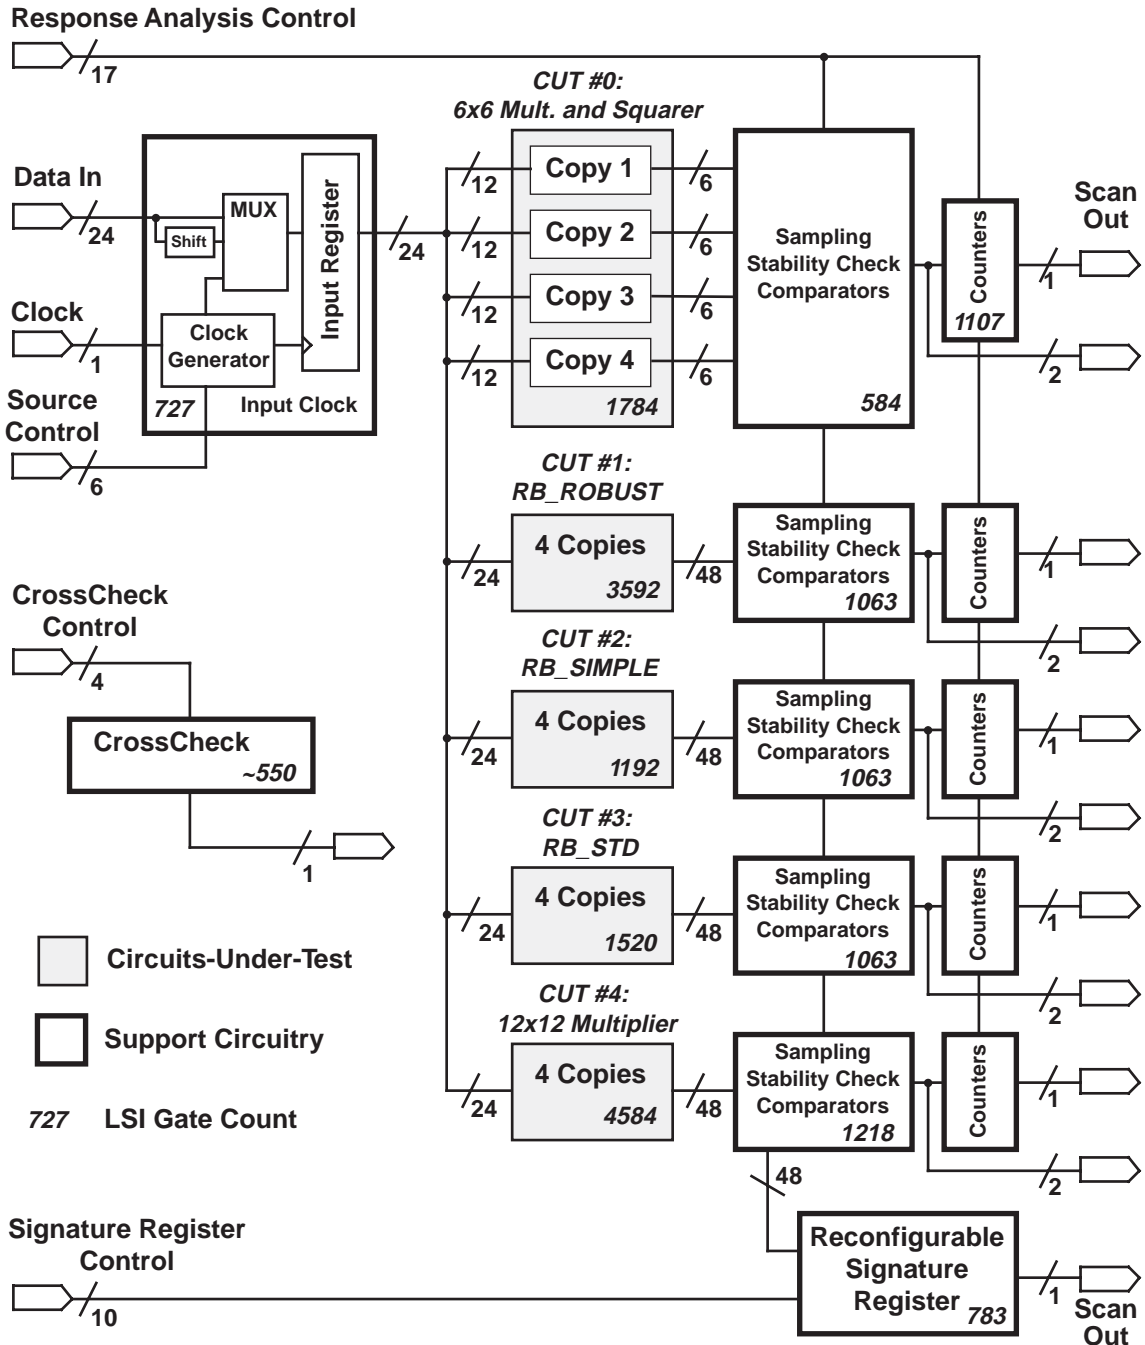 Response Analysis Control
17
CUT #0:
6x6 Mult. and Squarer
Data In
24
MUX
Shift
Input Register
24
Clock
1
Clock
Generator
727
Input Clock
Source
Control
6
12
Copy 1
6
12
Copy 2
6
12
Copy 3
6
12
Copy 4
6
1784
Sampling
Stability Check
Comparators
584
Counters
1107
Scan
Out
1
2
CUT #1:
RB_ROBUST
24
4 Copies
3592
48
Sampling
Stability Check
Comparators
1063
Counters
1
2
CrossCheck
Control
4
CrossCheck
~550
1
CUT #2:
RB_SIMPLE
24
4 Copies
1192
48
Sampling
Stability Check
Comparators
1063
Counters
1
2
CUT #3:
RB_STD
24
4 Copies
1520
48
Sampling
Stability Check
Comparators
1063
Counters
1
2
Circuits-Under-Test
Support Circuitry
727 LSI Gate Count
CUT #4:
12x12 Multiplier
24
4 Copies
4584
48
Sampling
Stability Check
Comparators
1218
Counters
1
2
48
Signature Register
Control
10
Reconfigurable
Signature
Register
783
1
Scan
Out